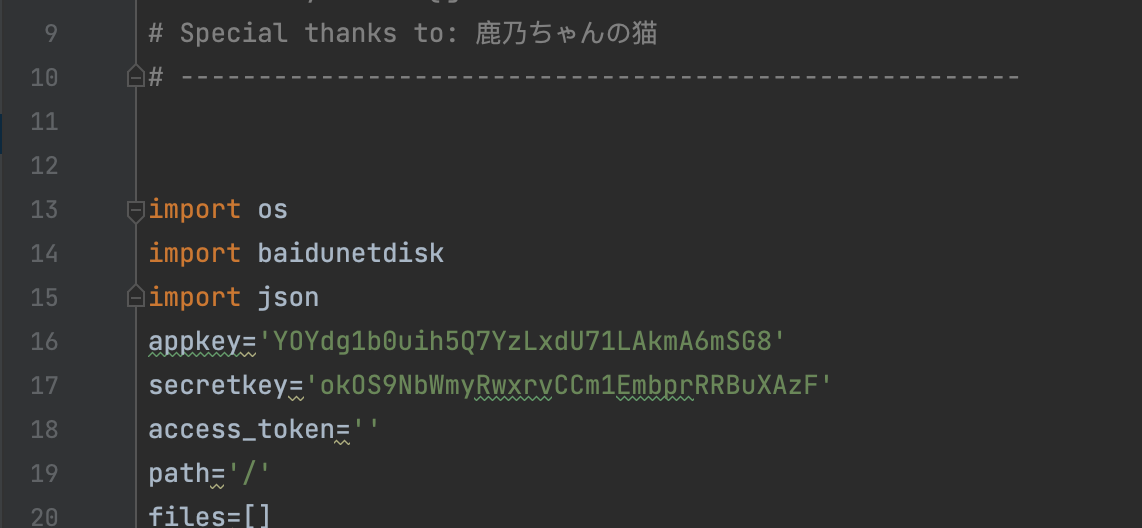 9 # Special thanks to: 鹿乃ちゃんの猫
10 # ------------------------------------------------------
11
12
13 import os
14 import baidunetdisk
15 import json
16 appkey='YOYdg1b0uih5Q7YzLxdU71LAkmA6mSG8'
17 secretkey='okOS9NbWmyRwxrvCCm1EmbprRRBuXAzF'
18 access_token=''
19 path='/'
20 files=[]